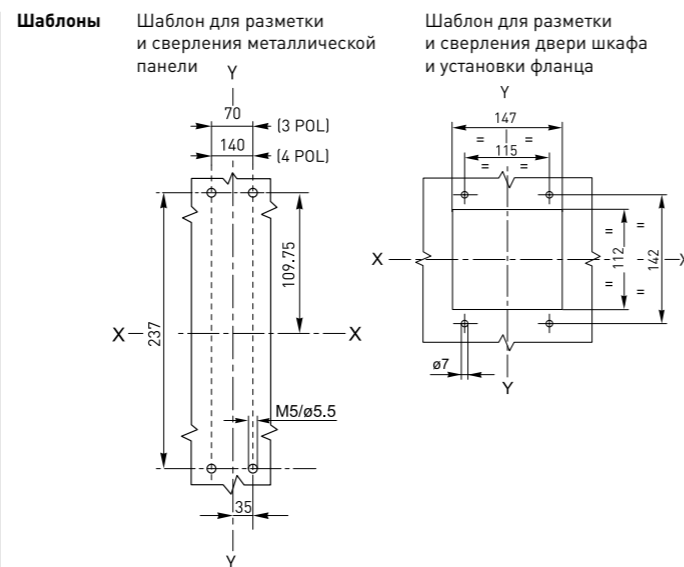 Шаблоны
Шаблон для разметки
и сверления металлической
панели
Y
70
(3 POL)
140
(4 POL)
109.75
X
X
237
M5/ø5.5
35
Y
Шаблон для разметки
и сверления двери шкафа
и установки фланца
Y
147
= =
115
= =
X
X
=
=
112
142
=
=
ø7
Y